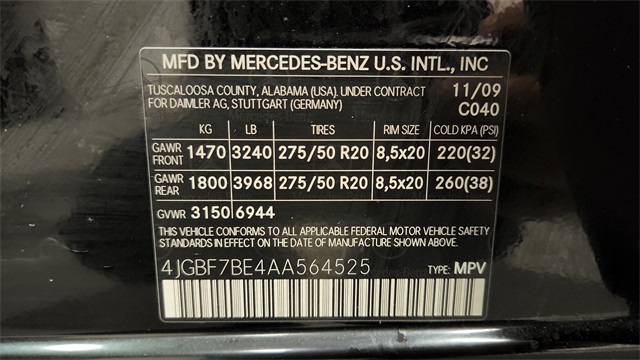 MFD BY MERCEDES-BENZ U.S. INTL., INC
TUSCALOOSA COUNTY, ALABAMA (USA). UNDER CONTRACT 11/09
FOR DAIMLER AG, STUTTGART (GERMANY) C040
KG LB TIRES RIM SIZE COLD KPA (PSI)
GAWR FRONT 1470 3240 275/50 R20 8,5x20 220(32)
GAWR REAR 1800 3968 275/50 R20 8,5x20 260(38)
GVWR 3150 6944
THIS VEHICLE CONFORMS TO ALL APPLICABLE FEDERAL MOTOR VEHICLE SAFETY
STANDARDS IN EFFECT ON THE DATE OF MANUFACTURE SHOWN ABOVE.
4JGBF7BE4AA564525 TYPE: MPV